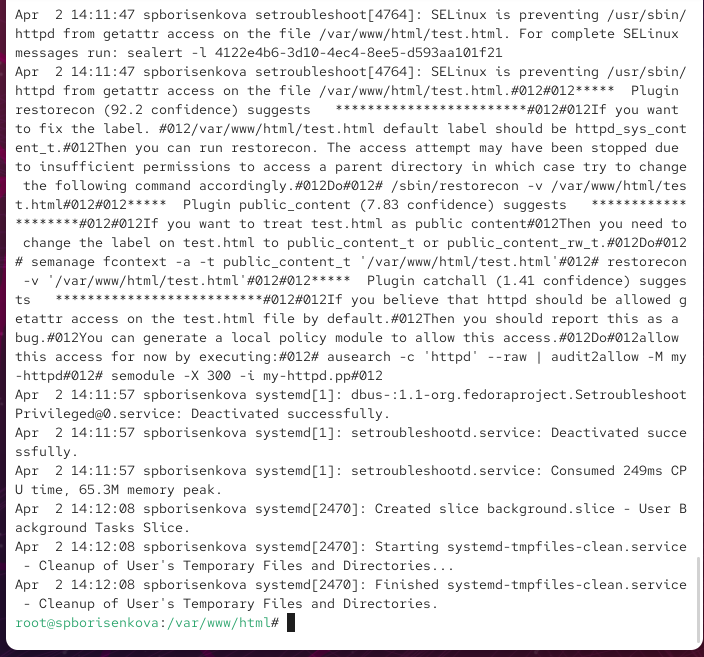 Apr  2 14:11:47 spborisenkova setroubleshoot[4764]: SELinux is preventing /usr/sbin/
httpd from getattr access on the file /var/www/html/test.html. For complete SELinux
messages run: sealert -l 4122e4b6-3d10-4ec4-8ee5-d593aa101f21
Apr  2 14:11:47 spborisenkova setroubleshoot[4764]: SELinux is preventing /usr/sbin/
httpd from getattr access on the file /var/www/html/test.html.#012#012*****  Plugin
restorecon (92.2 confidence) suggests   ************************#012#012If you want
to fix the label. #012/var/www/html/test.html default label should be httpd_sys_cont
ent_t.#012Then you can run restorecon. The access attempt may have been stopped due
to insufficient permissions to access a parent directory in which case try to change
 the following command accordingly.#012Do#012# /sbin/restorecon -v /var/www/html/tes
t.html#012#012*****  Plugin public_content (7.83 confidence) suggests   ************
********#012#012If you want to treat test.html as public content#012Then you need to
 change the label on test.html to public_content_t or public_content_rw_t.#012Do#012
# semanage fcontext -a -t public_content_t '/var/www/html/test.html'#012# restorecon
 -v '/var/www/html/test.html'#012#012*****  Plugin catchall (1.41 confidence) sugges
ts   **************************#012#012If you believe that httpd should be allowed g
etattr access on the test.html file by default.#012Then you should report this as a
bug.#012You can generate a local policy module to allow this access.#012Do#012allow
this access for now by executing:#012# ausearch -c 'httpd' --raw | audit2allow -M my
-httpd#012# semodule -X 300 -i my-httpd.pp#012
Apr  2 14:11:57 spborisenkova systemd[1]: dbus-:1.1-org.fedoraproject.Setroubleshoot
Privileged@0.service: Deactivated successfully.
Apr  2 14:11:57 spborisenkova systemd[1]: setroubleshootd.service: Deactivated succe
ssfully.
Apr  2 14:11:57 spborisenkova systemd[1]: setroubleshootd.service: Consumed 249ms CP
U time, 65.3M memory peak.
Apr  2 14:12:08 spborisenkova systemd[2470]: Created slice background.slice - User B
ackground Tasks Slice.
Apr  2 14:12:08 spborisenkova systemd[2470]: Starting systemd-tmpfiles-clean.service
 - Cleanup of User's Temporary Files and Directories...
Apr  2 14:12:08 spborisenkova systemd[2470]: Finished systemd-tmpfiles-clean.service
 - Cleanup of User's Temporary Files and Directories.
root@spborisenkova:/var/www/html#